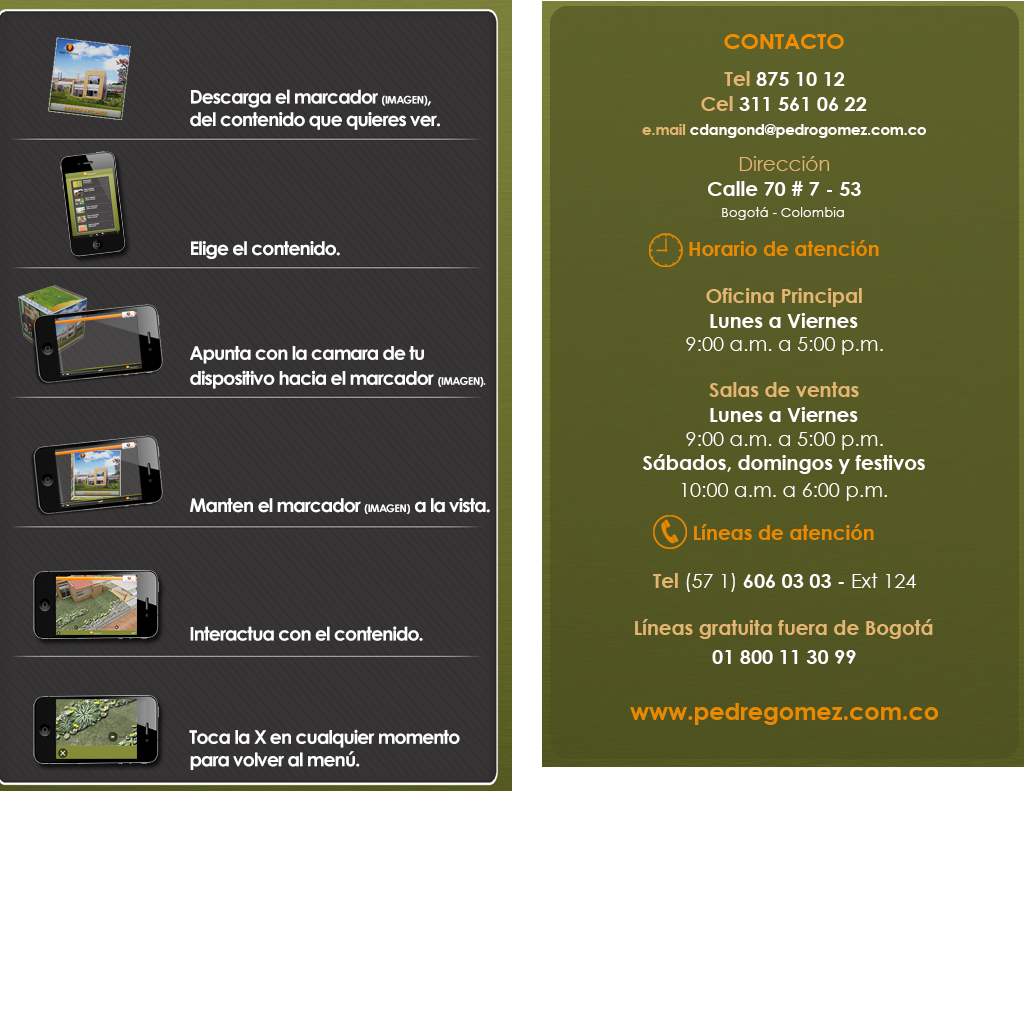 Descarga el marcador (IMAGEN),
del contenido que quieres ver.
Elige el contenido.
Apunta con la camara de tu
dispositivo hacia el marcador (IMAGEN).
Manten el marcador (IMAGEN) a la vista.
Interactua con el contenido.
Toca la X en cualquier momento
para volver al menú.
CONTACTO
Tel 875 10 12
Cel 311 561 06 22
e.mail cdangond@pedrogomez.com.co
Dirección
Calle 70 # 7 - 53
Bogotá - Colombia
Horario de atención
Oficina Principal
Lunes a Viernes
9:00 a.m. a 5:00 p.m.
Salas de ventas
Lunes a Viernes
9:00 a.m. a 5:00 p.m.
Sábados, domingos y festivos
10:00 a.m. a 6:00 p.m.
Líneas de atención
Tel (57 1) 606 03 03 - Ext 124
Líneas gratuita fuera de Bogotá
01 800 11 30 99
www.pedregomez.com.co